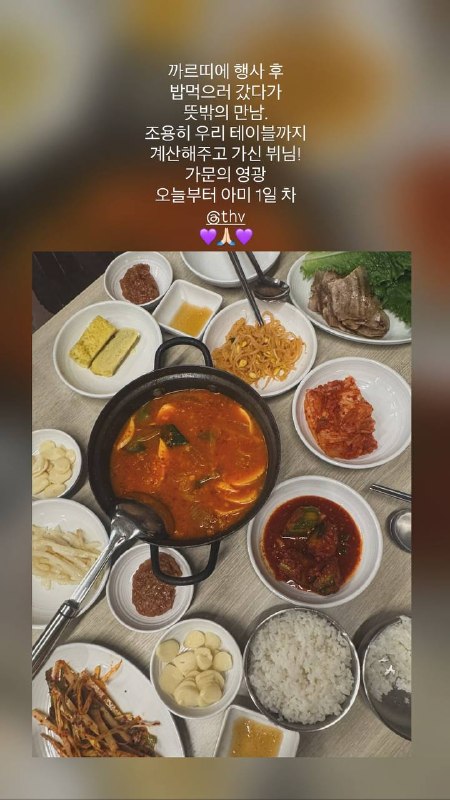 까르띠에 행사 후
밥먹으러 갔다가
뜻밖의 만남.
조용히 우리 테이블까지
계산해주고 가신 뷔님!
가문의 영광
오늘부터 아미 1일 차
@thv
💜🙏🏻💜